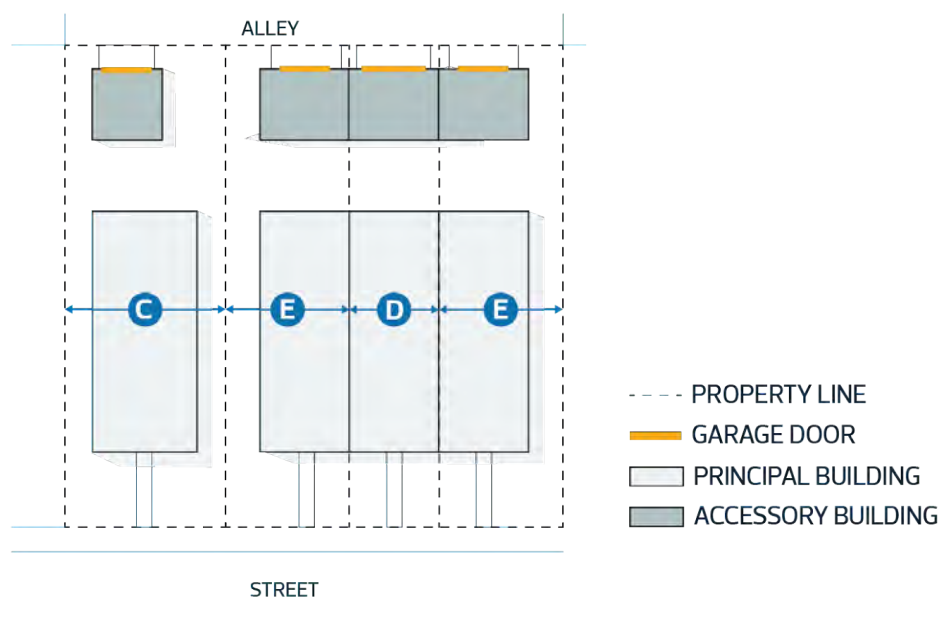 ALLEY
C
E
D
E
PROPERTY LINE
GARAGE DOOR
PRINCIPAL BUILDING
ACCESSORY BUILDING
STREET